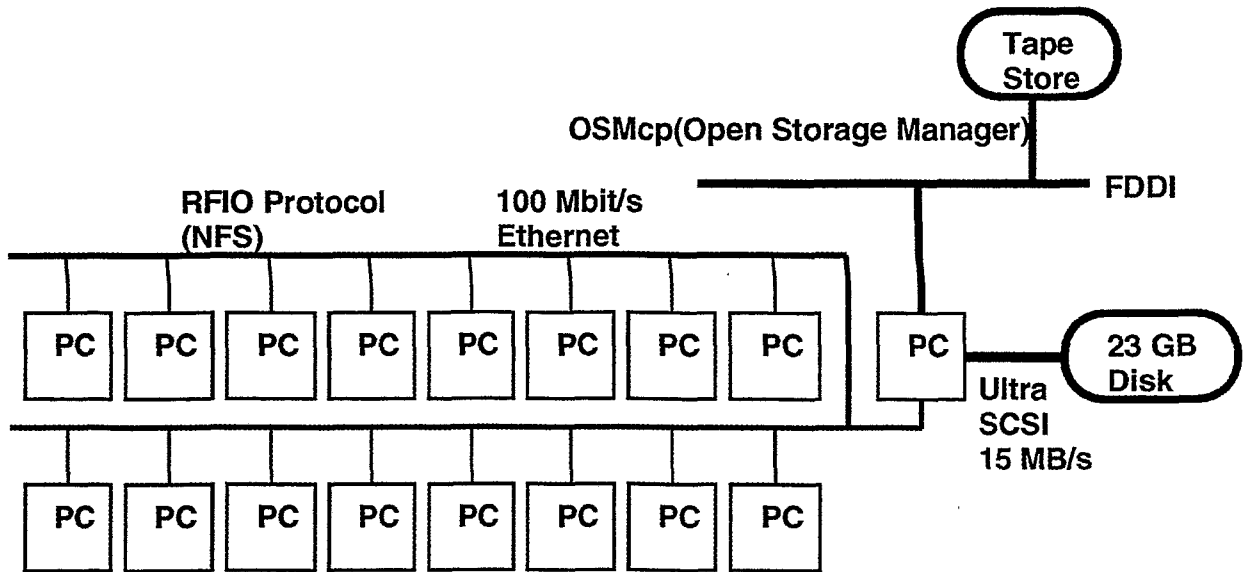 Tape
Store
OSMcp(Open Storage Manager)
FDDI
RFIO Protocol
(NFS)
100 Mbit/s
Ethernet
PC
PC
PC
PC
PC
PC
PC
PC
PC
23 GB
Disk
Ultra
SCSI
15 MB/s
PC
PC
PC
PC
PC
PC
PC
PC